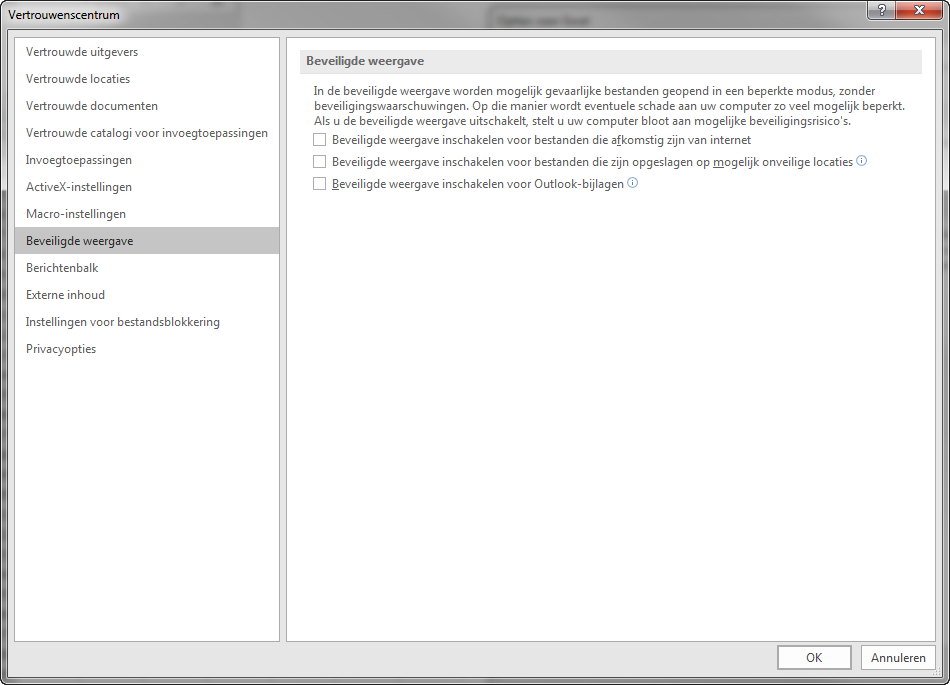 Vertrouwenscentrum
Vertrouwde uitgevers
Vertrouwde locaties
Vertrouwde documenten
Vertrouwde catalogi voor invoegtoepassingen
Invoegtoepassingen
ActiveX-instellingen
Macro-instellingen
Beveiligde weergave
Berichtenbalk
Externe inhoud
Instellingen voor bestandsblokkering
Privacyopties
Beveiligde weergave
In de beveiligde weergave worden mogelijk gevaarlijke bestanden geopend in een beperkte modus, zonder
beveiligingswaarschuwingen. Op die manier wordt eventuele schade aan uw computer zo veel mogelijk beperkt.
Als u de beveiligde weergave uitschakelt, stelt u uw computer bloot aan mogelijke beveiligingsrisico's.
Beveiligde weergave inschakelen voor bestanden die afkomstig zijn van internet
Beveiligde weergave inschakelen voor bestanden die zijn opgeslagen op mogelijk onveilige locaties
Beveiligde weergave inschakelen voor Outlook-bijlagen
OK
Annuleren